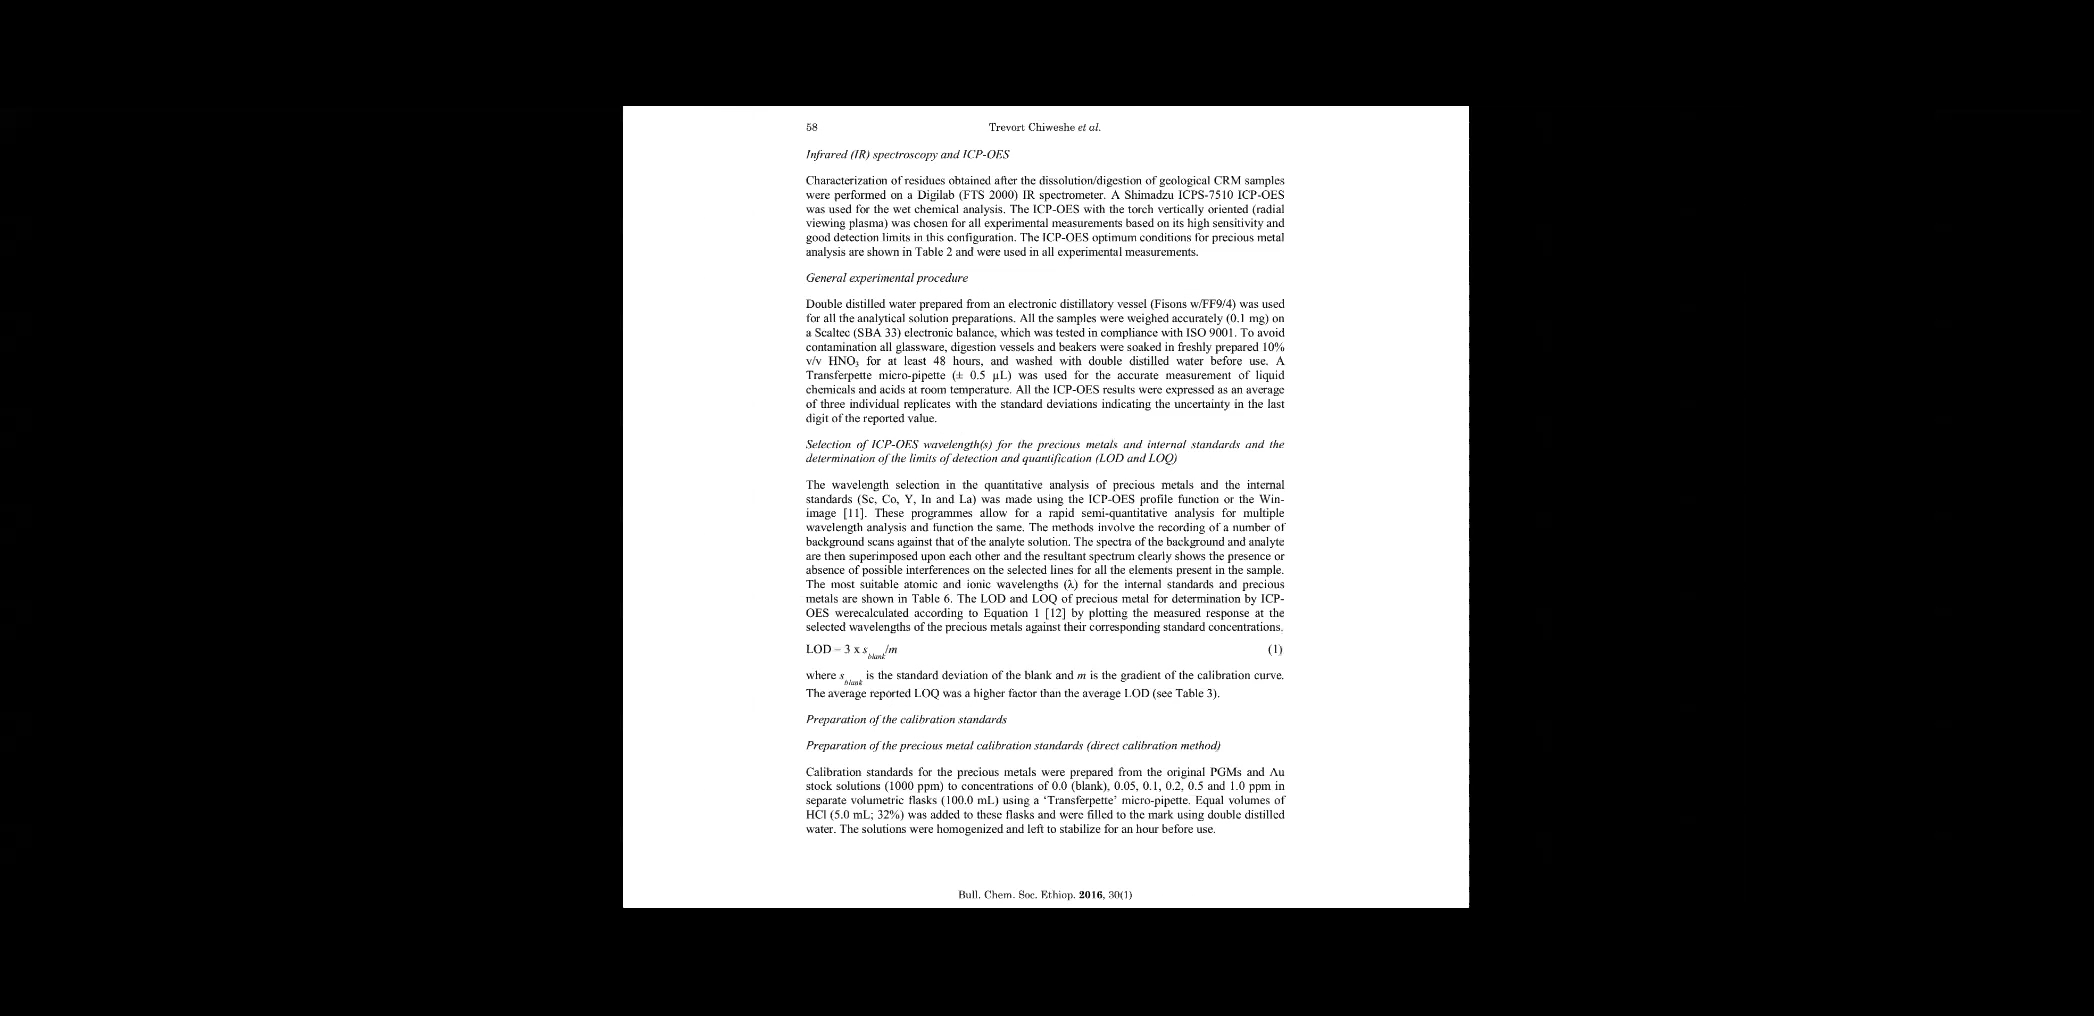 58
Trevort Chiweshe et al.
Infrared (IR) spectroscopy and ICP-OES
Characterization of residues obtained after the dissolution/digestion of geological CRM samples
were performed on a Digilab (FTS 2000) IR spectrometer. A Shimadzu ICPS-7510 ICP-OES
was used for the wet chemical analysis. The ICP-OES with the torch vertically oriented (radial
viewing plasma) was chosen for all experimental measurements based on its high sensitivity and
good detection limits in this configuration. The ICP-OES optimum conditions for precious metal
analysis are shown in Table 2 and were used in all experimental measurements.
General experimental procedure
Double distilled water prepared from an electronic distillatory vessel (Fisons w/FF9/4) was used
for all the analytical solution preparations. All the samples were weighed accurately (0.1 mg) on
a Scaltec (SBA 33) electronic balance, which was tested in compliance with ISO 9001. To avoid
contamination all glassware, digestion vessels and beakers were soaked in freshly prepared 10%
v/v HNO₃ for at least 48 hours, and washed with double distilled water before use. A
Transferpette micro-pipette (± 0.5 µL) was used for the accurate measurement of liquid
chemicals and acids at room temperature. All the ICP-OES results were expressed as an average
of three individual replicates with the standard deviations indicating the uncertainty in the last
digit of the reported value.
Selection of ICP-OES wavelength(s) for the precious metals and internal standards and the
determination of the limits of detection and quantification (LOD and LOQ)
The wavelength selection in the quantitative analysis of precious metals and the internal
standards (Sc, Co, Y, In and La) was made using the ICP-OES profile function or the Win-
image [11]. These programmes allow for a rapid semi-quantitative analysis for multiple
wavelength analysis and function the same. The methods involve the recording of a number of
background scans against that of the analyte solution. The spectra of the background and analyte
are then superimposed upon each other and the resultant spectrum clearly shows the presence or
absence of possible interferences on the selected lines for all the elements present in the sample.
The most suitable atomic and ionic wavelengths (λ) for the internal standards and precious
metals are shown in Table 6. The LOD and LOQ of precious metal for determination by ICP-
OES werecalculated according to Equation 1 [12] by plotting the measured response at the
selected wavelengths of the precious metals against their corresponding standard concentrations.
LOD = 3 x s_blank/m (1)
where s_blank is the standard deviation of the blank and m is the gradient of the calibration curve.
The average reported LOQ was a higher factor than the average LOD (see Table 3).
Preparation of the calibration standards
Preparation of the precious metal calibration standards (direct calibration method)
Calibration standards for the precious metals were prepared from the original PGMs and Au
stock solutions (1000 ppm) to concentrations of 0.0 (blank), 0.05, 0.1, 0.2, 0.5 and 1.0 ppm in
separate volumetric flasks (100.0 mL) using a ‘Transferpette’ micro-pipette. Equal volumes of
HCl (5.0 mL; 32%) was added to these flasks and were filled to the mark using double distilled
water. The solutions were homogenized and left to stabilize for an hour before use.
Bull. Chem. Soc. Ethiop. 2016, 30(1)